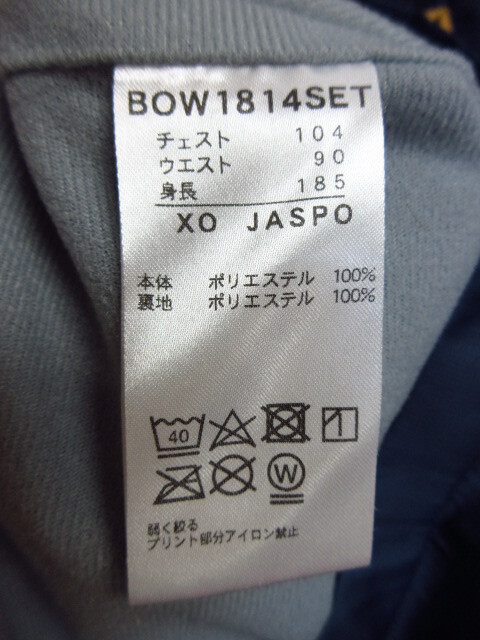 BOW1814SET
チェスト 104
ウエスト 90
身長 185
XO JASPO
本体 ポリエステル 100%
裏地 ポリエステル 100%
40
W
弱く絞る
プリント部分アイロン禁止